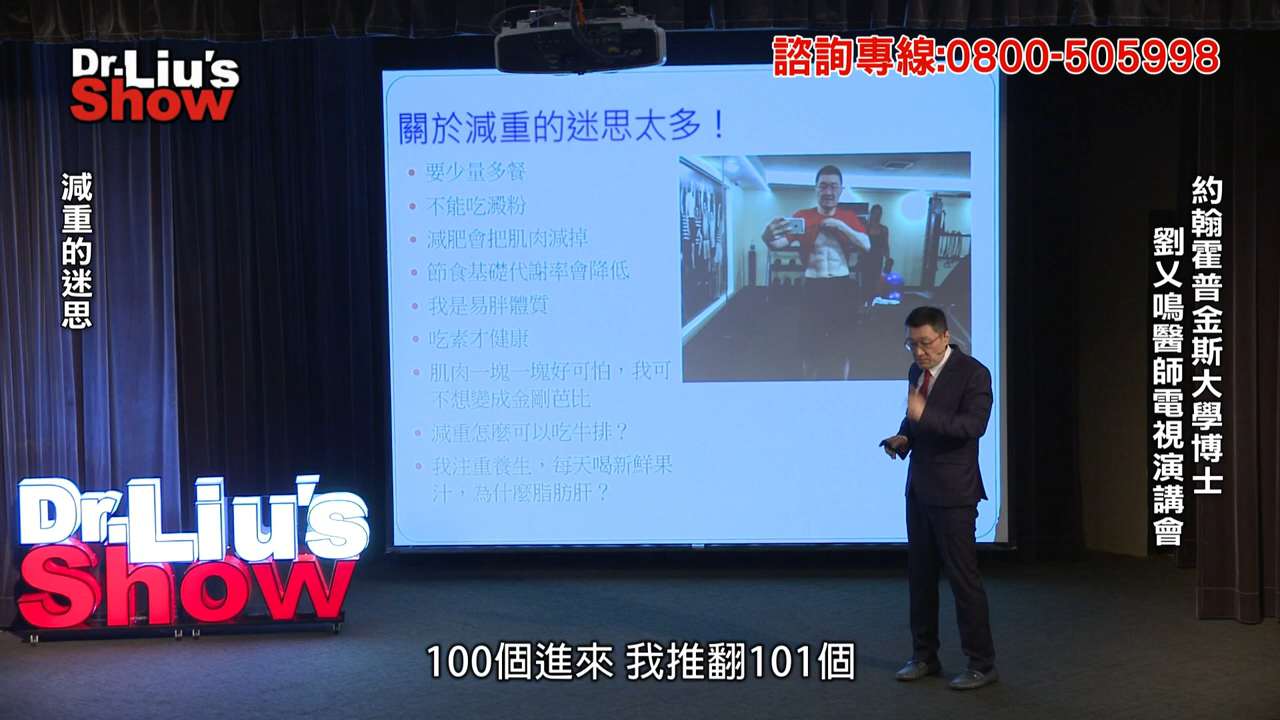 Dr. Liu's
Show
諮詢專線:0800-505998
減重的迷思
約翰霍普金斯大學博士
劉乂鳴醫師電視演講會
關於減重的迷思太多！
• 要少量多餐
• 不能吃澱粉
• 減肥會把肌肉減掉
• 節食基礎代謝率會降低
• 我是易胖體質
• 吃素才健康
• 肌肉一塊一塊好可怕，我可
不想變成金剛芭比
• 減重怎麼可以吃牛排？
• 我注重養生，每天喝新鮮果
汁，為什麼脂肪肝？
Dr. Liu's
Show
100個進來 我推翻101個